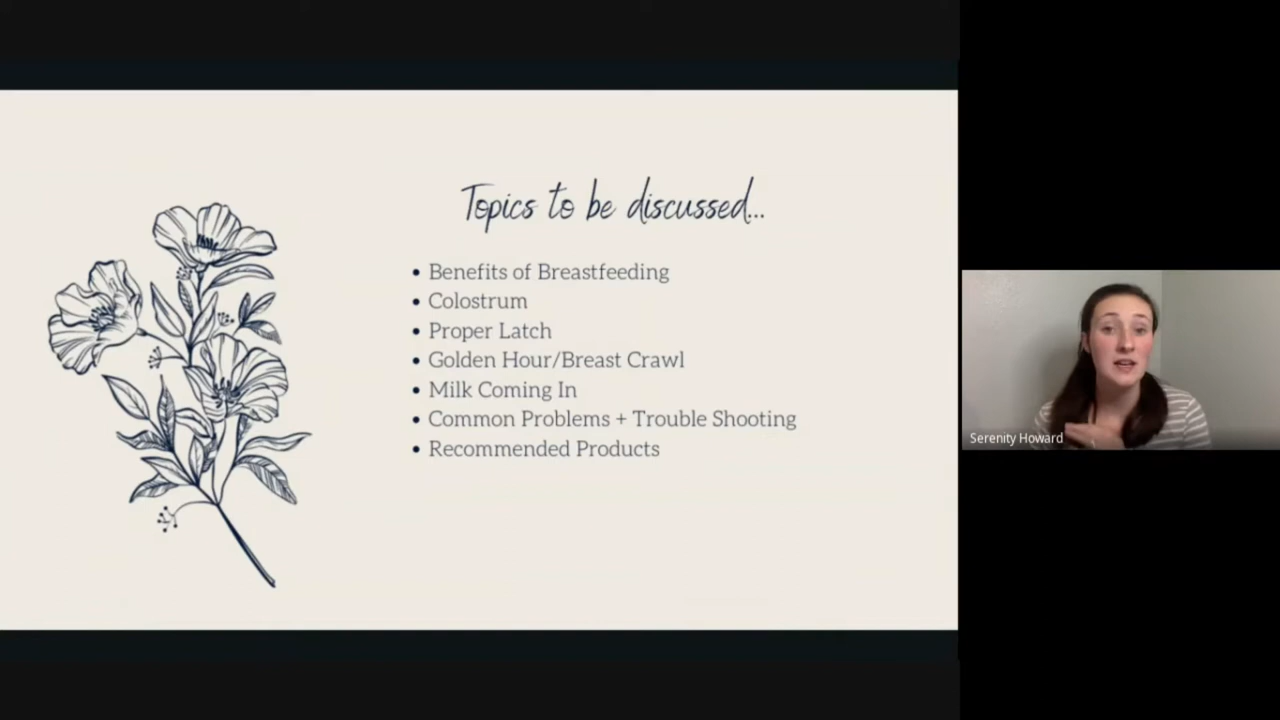 Topics to be discussed...
• Benefits of Breastfeeding
• Colostrum
• Proper Latch
• Golden Hour/Breast Crawl
• Milk Coming In
• Common Problems + Trouble Shooting
• Recommended Products
Serenity Howard